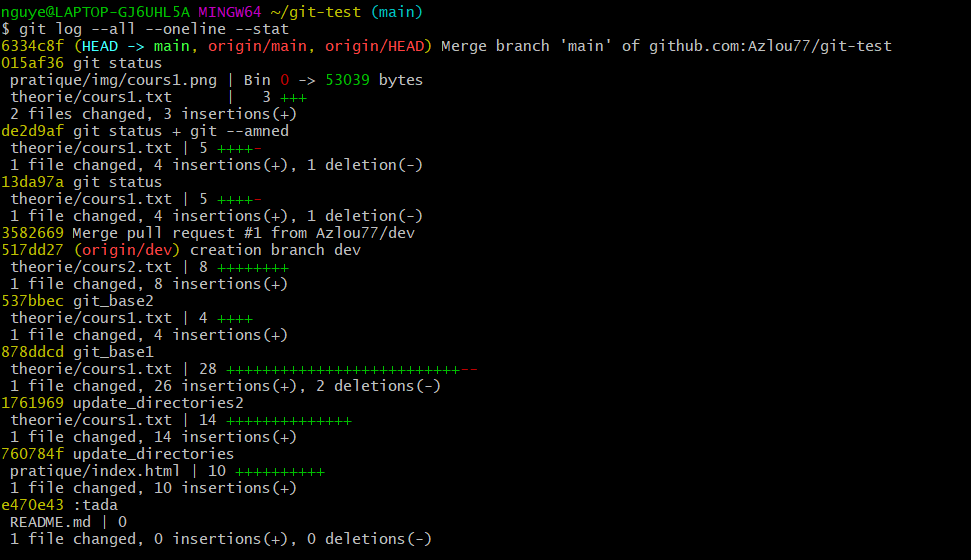 nguye@LAPTOP-GJ6UHL5A MINGW64 ~/git-test (main)
$ git log --all --oneline --stat
6334c8f (HEAD -> main, origin/main, origin/HEAD) Merge branch 'main' of github.com:Azlou77/git-test
015af36 git status
 pratique/img/cours1.png | Bin 0 -> 53039 bytes
 theorie/cours1.txt      |   3 +++
 2 files changed, 3 insertions(+)
de2d9af git status + git --amned
 theorie/cours1.txt | 5 ++++-
 1 file changed, 4 insertions(+), 1 deletion(-)
13da97a git status
 theorie/cours1.txt | 5 ++++-
 1 file changed, 4 insertions(+), 1 deletion(-)
3582669 Merge pull request #1 from Azlou77/dev
517dd27 (origin/dev) creation branch dev
 theorie/cours2.txt | 8 ++++++++
 1 file changed, 8 insertions(+)
537bbec git_base2
 theorie/cours1.txt | 4 ++++
 1 file changed, 4 insertions(+)
878ddcd git_base1
 theorie/cours1.txt | 28 ++++++++++++++++++++++++++--
 1 file changed, 26 insertions(+), 2 deletions(-)
1761969 update_directories2
 theorie/cours1.txt | 14 ++++++++++++++
 1 file changed, 14 insertions(+)
760784f update_directories
 pratique/index.html | 10 ++++++++++
 1 file changed, 10 insertions(+)
e470e43 :tada
 README.md | 0
 1 file changed, 0 insertions(+), 0 deletions(-)